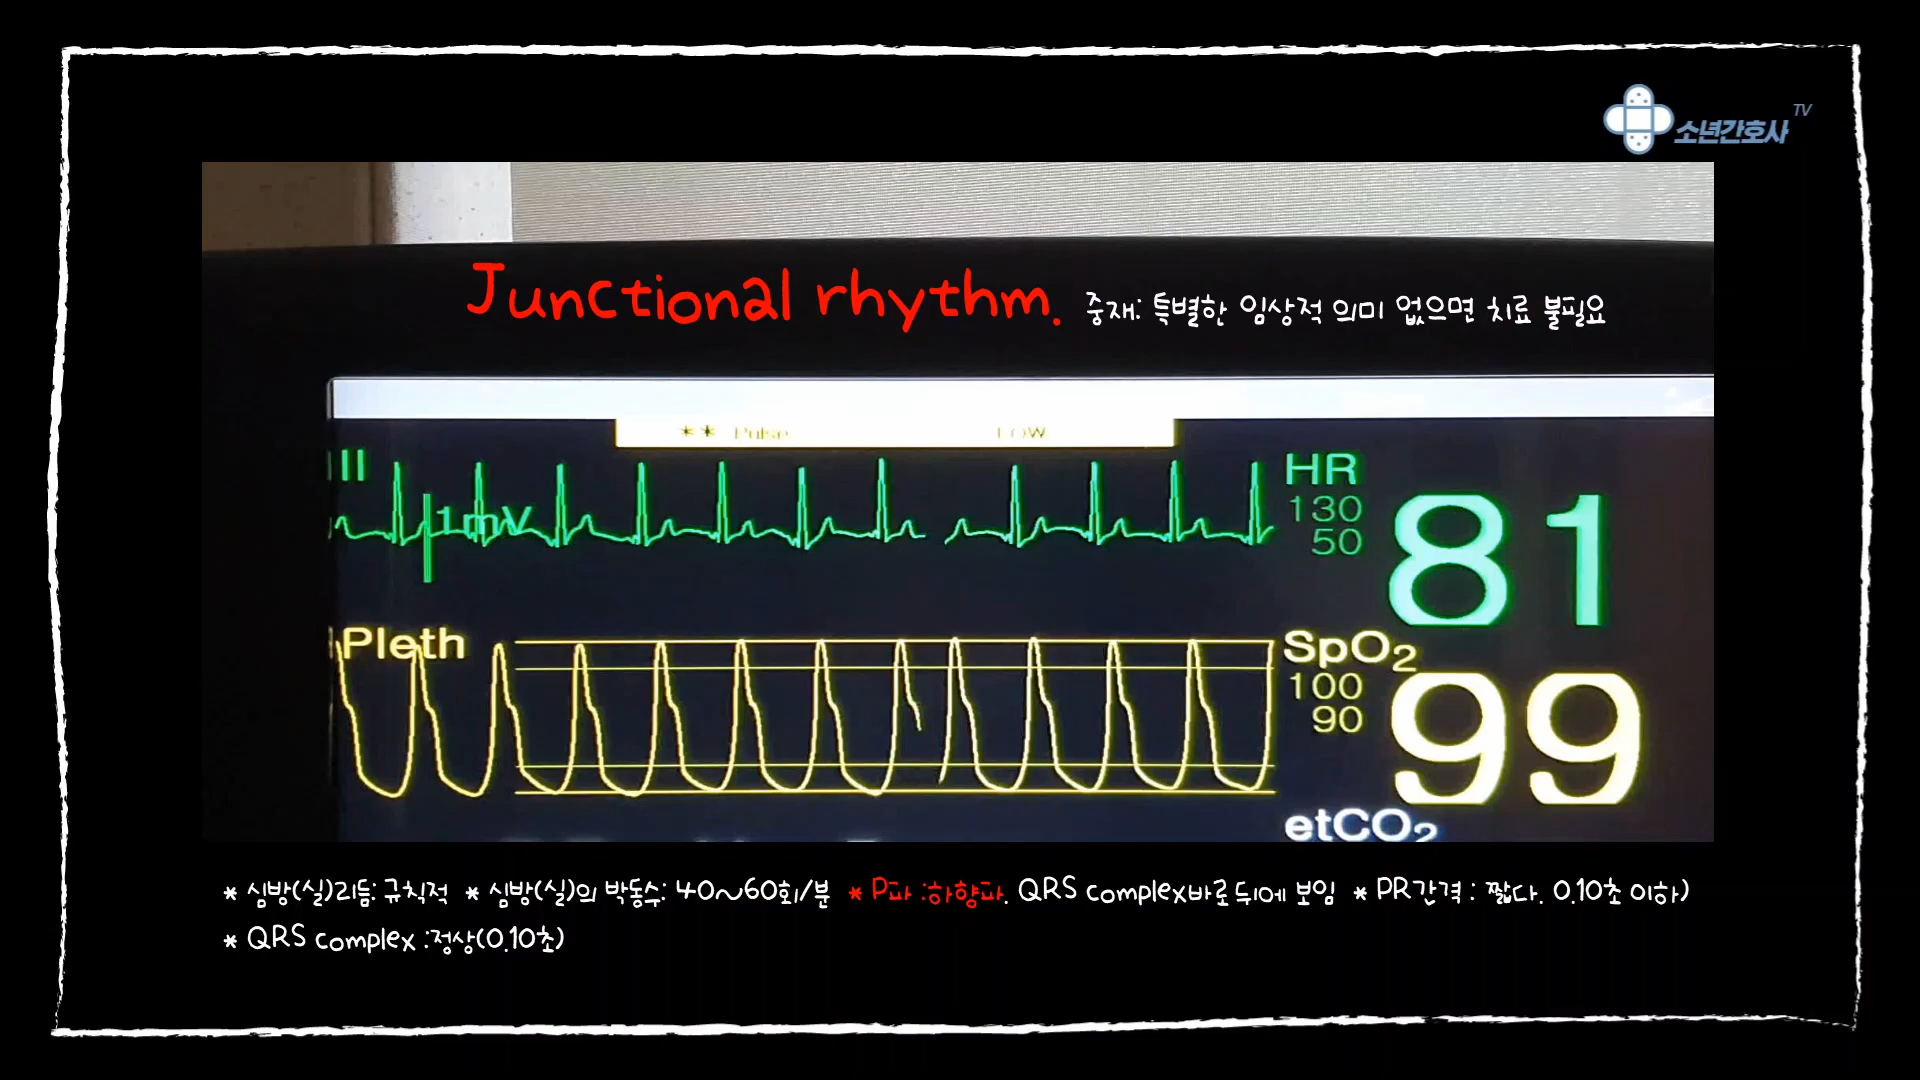 소년간호사 TV
Junctional rhythm. 중재: 특별한 임상적 의미 없으면 치료 불필요
** Pulse LOW
II
1mV
HR
130
50
81
Pleth
SpO2
100
90
99
etCO2
* 심방(실)리듬: 규칙적 * 심방(실)의 박동수: 40~60회/분 * P파 :하향파. QRS complex바로 뒤에 보임 * PR간격 : 짧다. 0.10초 이하)
* QRS complex :정상(0.10초)